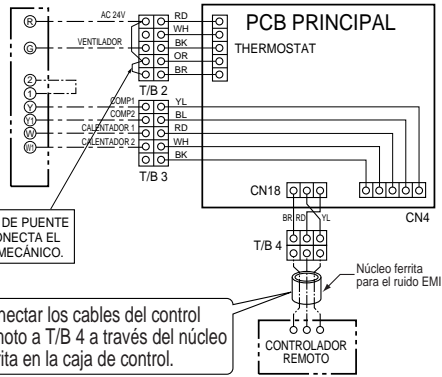 AC 24V
RD
PCB PRINCIPAL
R
WH
VENTILADOR
BK
THERMOSTAT
G
OR
BR
2
T/B 2
1
COMP1
YL
Y
COMP2
BL
Y1
CALENTADOR 1
RD
W
CALENTADOR 2
WH
W1
BK
T/B 3
CN18
CN4
DE PUENTE
ONECTA EL
MECÁNICO.
BR
RD
YL
T/B 4
Núcleo ferrita
para el ruido EMI
nectar los cables del control
moto a T/B 4 a través del núcleo
rita en la caja de control.
CONTROLADOR
REMOTO